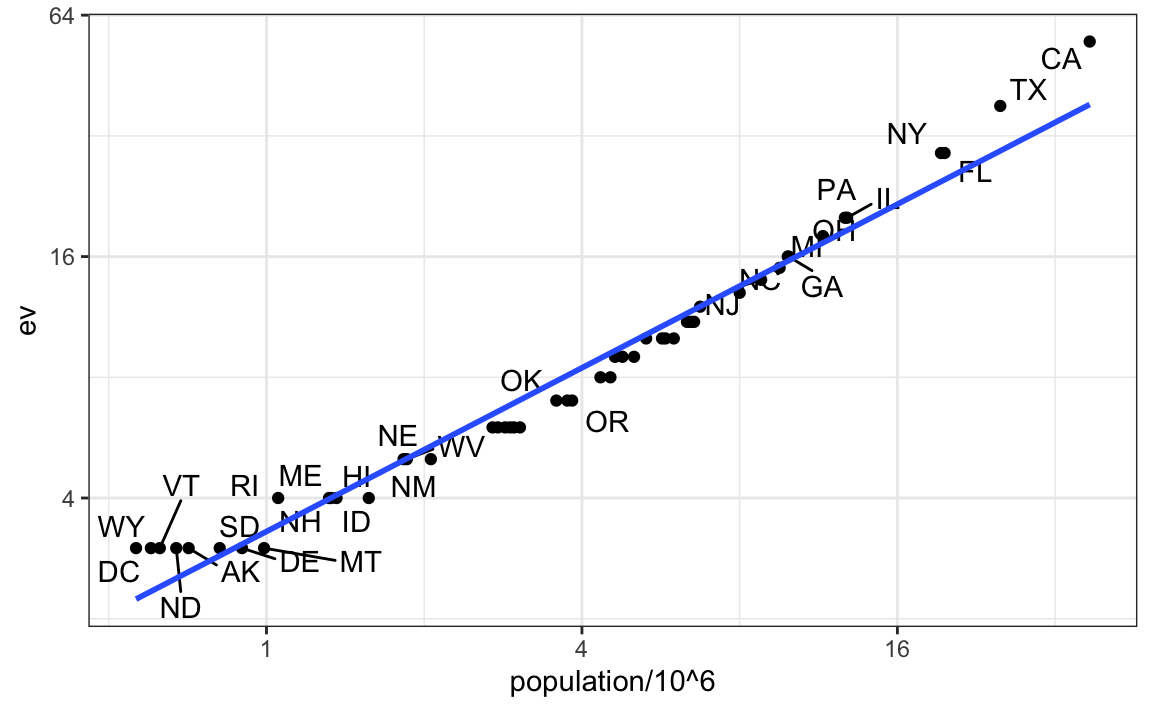 64
CA
TX
NY
FL
PA
IL
OH
MI
16
NC
GA
NJ
ev
OK
OR
NE
WV
ME
HI
VT
RI
NM
4
WY
SD
NH
ID
DC
AK
DE
MT
ND
1
4
16
population/10^6